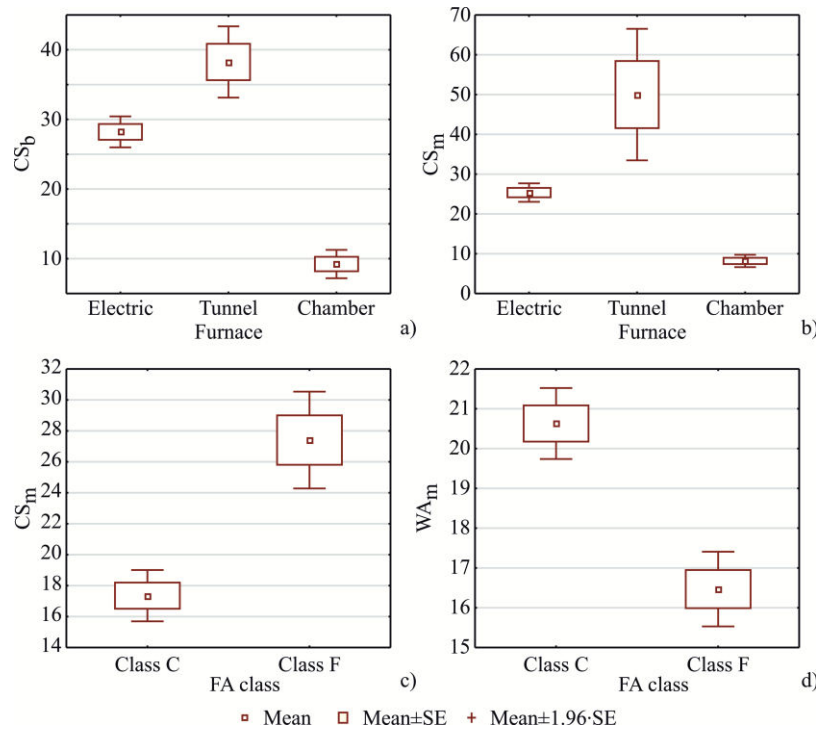 40
30
20
10
CSb
Electric Tunnel Chamber
Furnace
a)
70
60
50
40
30
20
10
0
CSm
Electric Tunnel Chamber
Furnace
b)
32
30
28
26
24
22
20
18
16
14
CSm
Class C Class F
FA class
c)
22
21
20
19
18
17
16
15
WAm
Class C Class F
FA class
d)
Mean Mean±SE Mean±1.96·SE